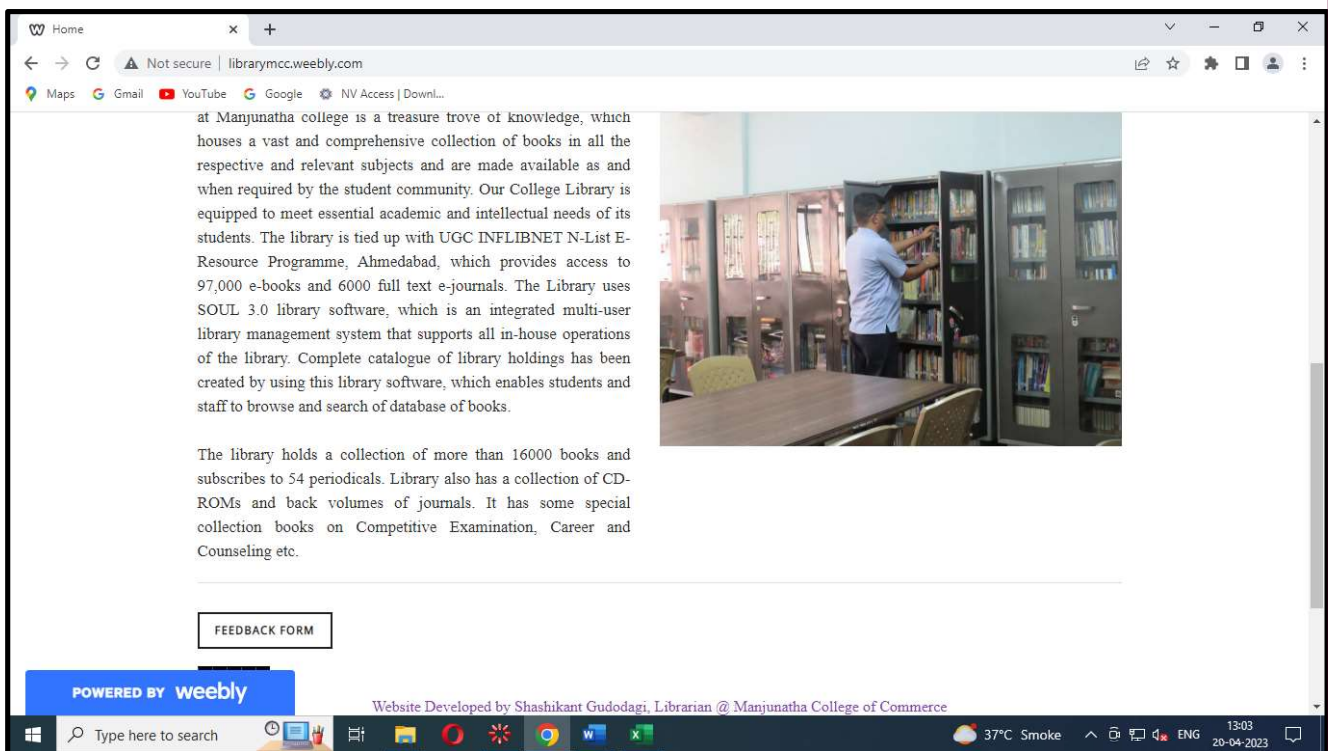 Home
Not secure | librarymcc.weebly.com
Maps Gmail YouTube Google NV Access | Downl...
at Manjunatha college is a treasure trove of knowledge, which
houses a vast and comprehensive collection of books in all the
respective and relevant subjects and are made available as and
when required by the student community. Our College Library is
equipped to meet essential academic and intellectual needs of its
students. The library is tied up with UGC INFLIBNET N-List E-
Resource Programme, Ahmedabad, which provides access to
97,000 e-books and 6000 full text e-journals. The Library uses
SOUL 3.0 library software, which is an integrated multi-user
library management system that supports all in-house operations
of the library. Complete catalogue of library holdings has been
created by using this library software, which enables students and
staff to browse and search of database of books.
The library holds a collection of more than 16000 books and
subscribes to 54 periodicals. Library also has a collection of CD-
ROMs and back volumes of journals. It has some special
collection books on Competitive Examination, Career and
Counseling etc.
FEEDBACK FORM
POWERED BY weebly
Website Developed by Shashikant Gudodagi, Librarian @ Manjunatha College of Commerce
Type here to search
37°C Smoke
ENG
13:03
20-04-2023